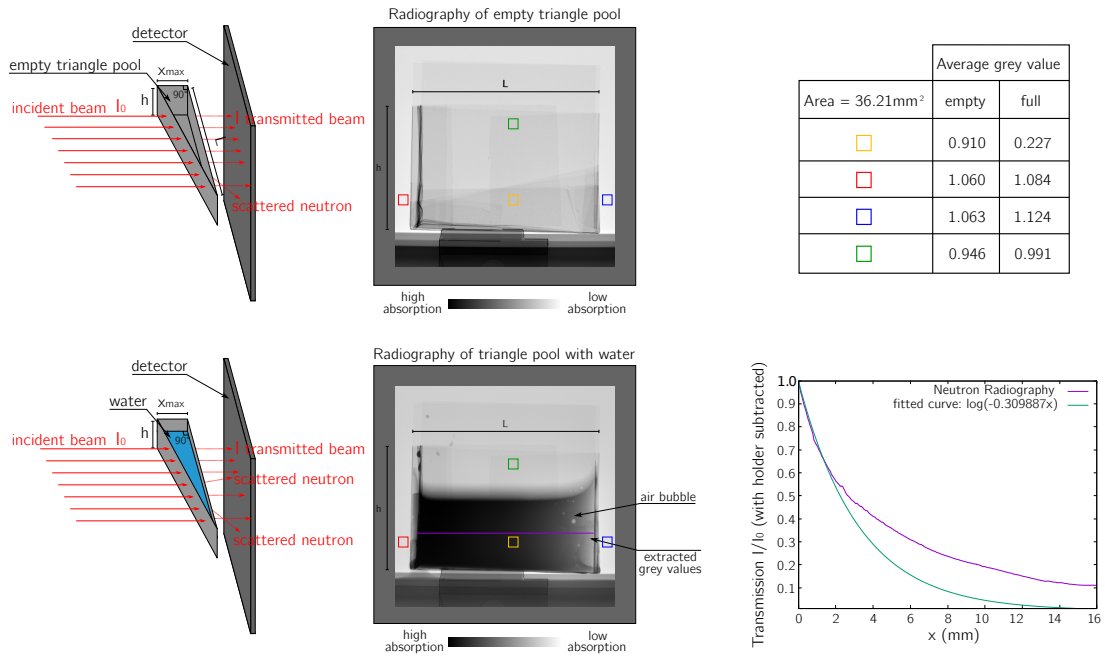 Radiography of empty triangle pool
detector
empty triangle pool
Xmax
90°
h
incident beam I₀
I transmitted beam
L
scattered neutron
L
h
high
absorption
low
absorption
Average grey value
Area = 36.21mm²
empty
full
0.910
0.227
1.060
1.084
1.063
1.124
0.946
0.991
Radiography of triangle pool with water
detector
water
Xmax
90°
h
incident beam I₀
I transmitted beam
scattered neutron
scattered neutron
L
h
air bubble
extracted
grey values
high
absorption
low
absorption
Transmission I/I₀ (with holder subtracted)
Neutron Radiography
fitted curve: log(-0.309887x)
1.0
0.9
0.8
0.7
0.6
0.5
0.4
0.3
0.2
0.1
0 2 4 6 8 10 12 14 16
x (mm)